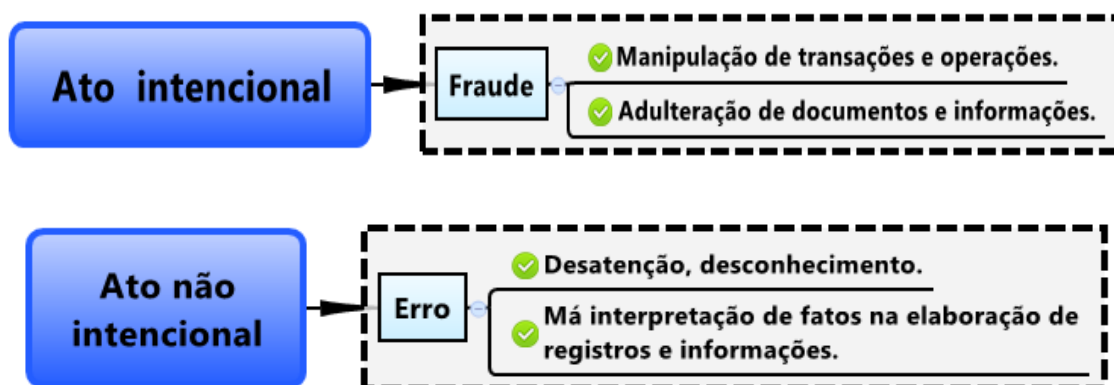 Ato intencional
Fraude
Manipulação de transações e operações.
Adulteração de documentos e informações.
Ato não
intencional
Erro
Desatenção, desconhecimento.
Má interpretação de fatos na elaboração de
registros e informações.